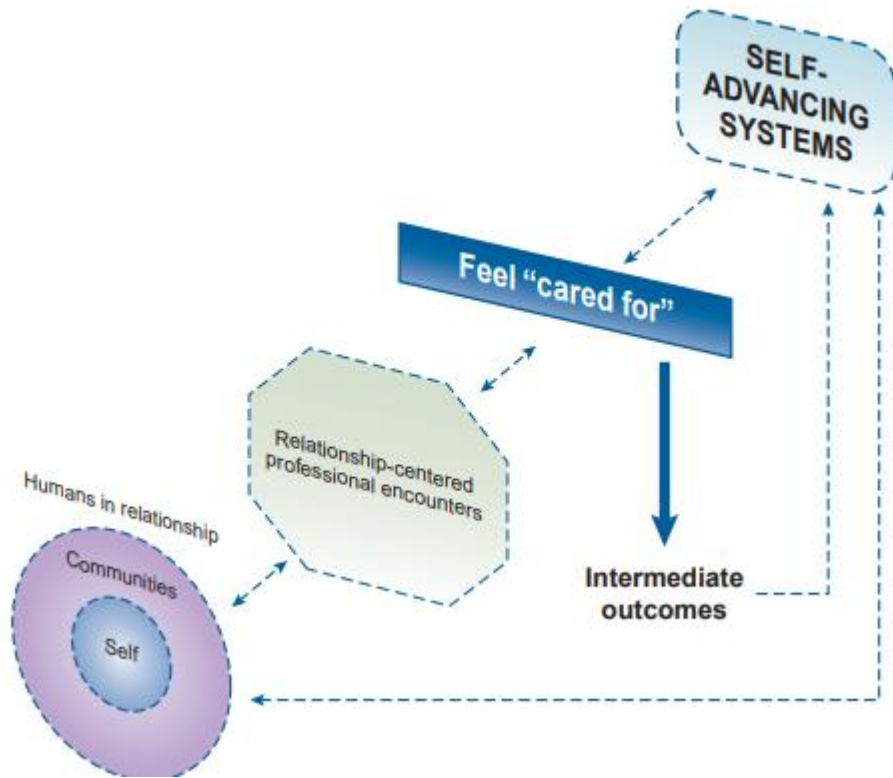 SELF-
ADVANCING
SYSTEMS
Feel “cared for”
Relationship-centered
professional encounters
Humans in relationship
Communities
Self
Intermediate
outcomes